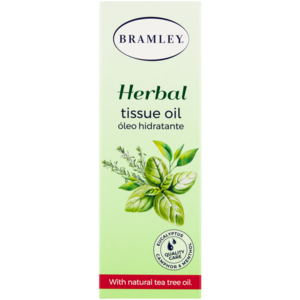 BRAMLEY.
Herbal
tissue oil
óleo hidratante
EUCALYPTUS
QUALITY
CARE
CAMPHOR & MENTHOL
With natural tea tree oil.